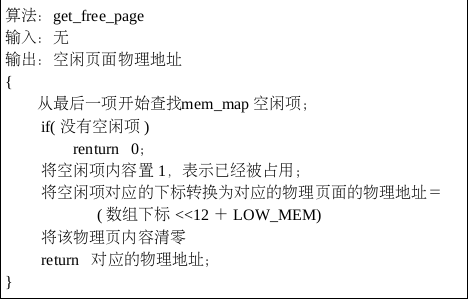 算法：get_free_page
输入：无
输出：空闲页面物理地址
{
从最后一项开始查找mem_map 空闲项；
if( 没有空闲项 )
renturn 0；
将空闲项内容置 1，表示已经被占用；
将空闲项对应的下标转换为对应的物理页面的物理地址＝
( 数组下标 <<12 ＋ LOW_MEM)
将该物理页内容清零
return 对应的物理地址；
}